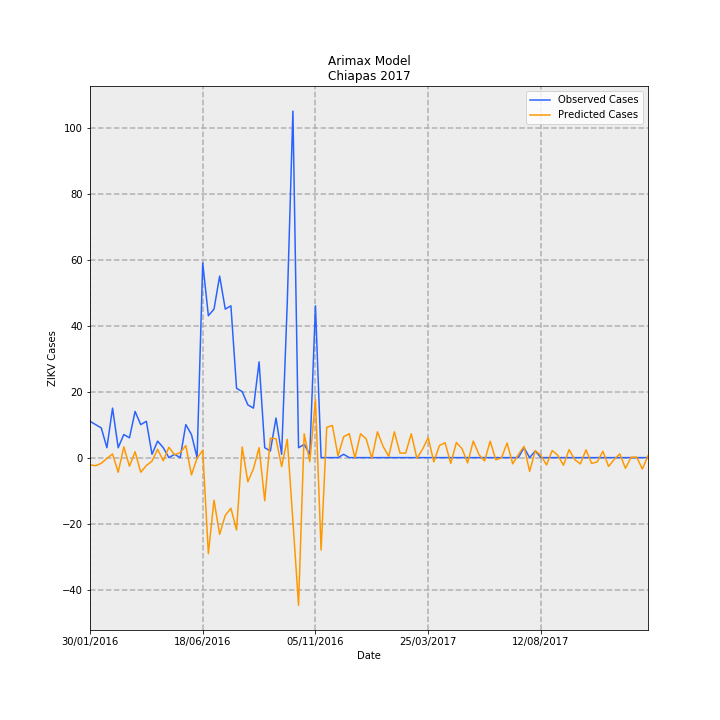 Arimax Model
Chiapas 2017
Observed Cases
Predicted Cases
100
80
60
40
20
0
−20
−40
ZIKV Cases
30/01/2016 18/06/2016 05/11/2016 25/03/2017 12/08/2017
Date